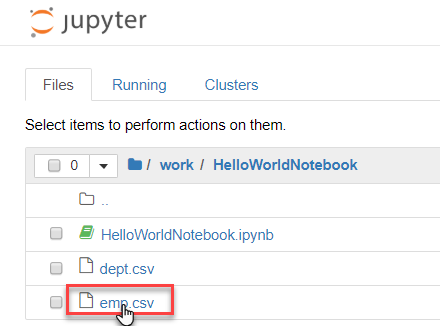 jupyter
Files Running Clusters
Select items to perform actions on them.
0 / work / HelloWorldNotebook
..
HelloWorldNotebook.ipynb
dept.csv
emp.csv